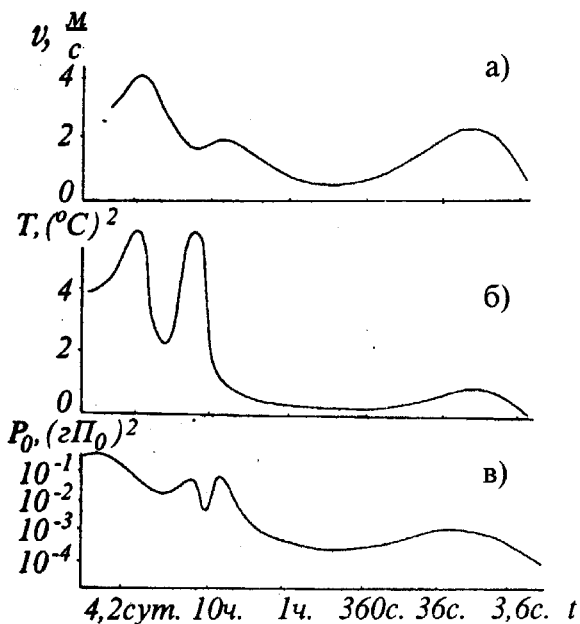 υ, м/с
а)
4
2
0
T, (°C)²
б)
4
2
0
P₀, (гП₀)²
в)
10⁻¹
10⁻²
10⁻³
10⁻⁴
4,2сут. 10ч. 1ч. 360с. 36с. 3,6с. t